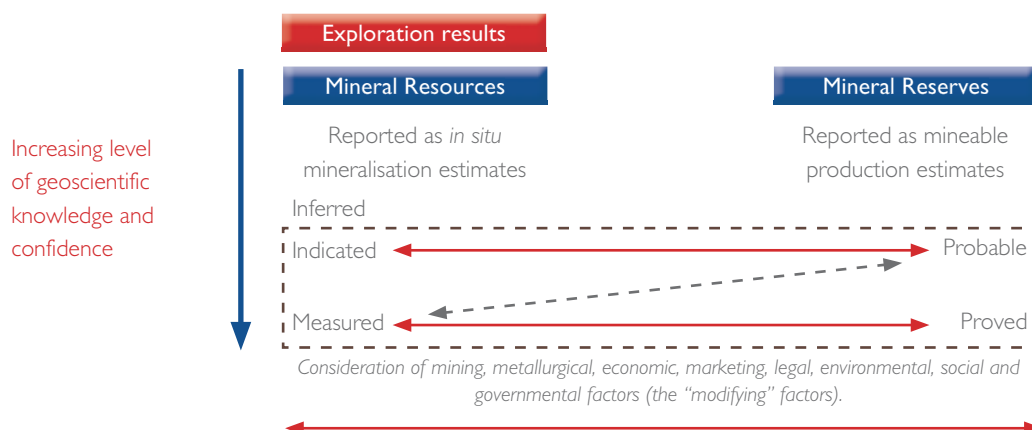 Exploration results
Mineral Resources
Mineral Reserves
Reported as in situ
mineralisation estimates
Reported as mineable
production estimates
Increasing level
of geoscientific
knowledge and
confidence
Inferred
Indicated
Probable
Measured
Proved
Consideration of mining, metallurgical, economic, marketing, legal, environmental, social and
governmental factors (the “modifying” factors).